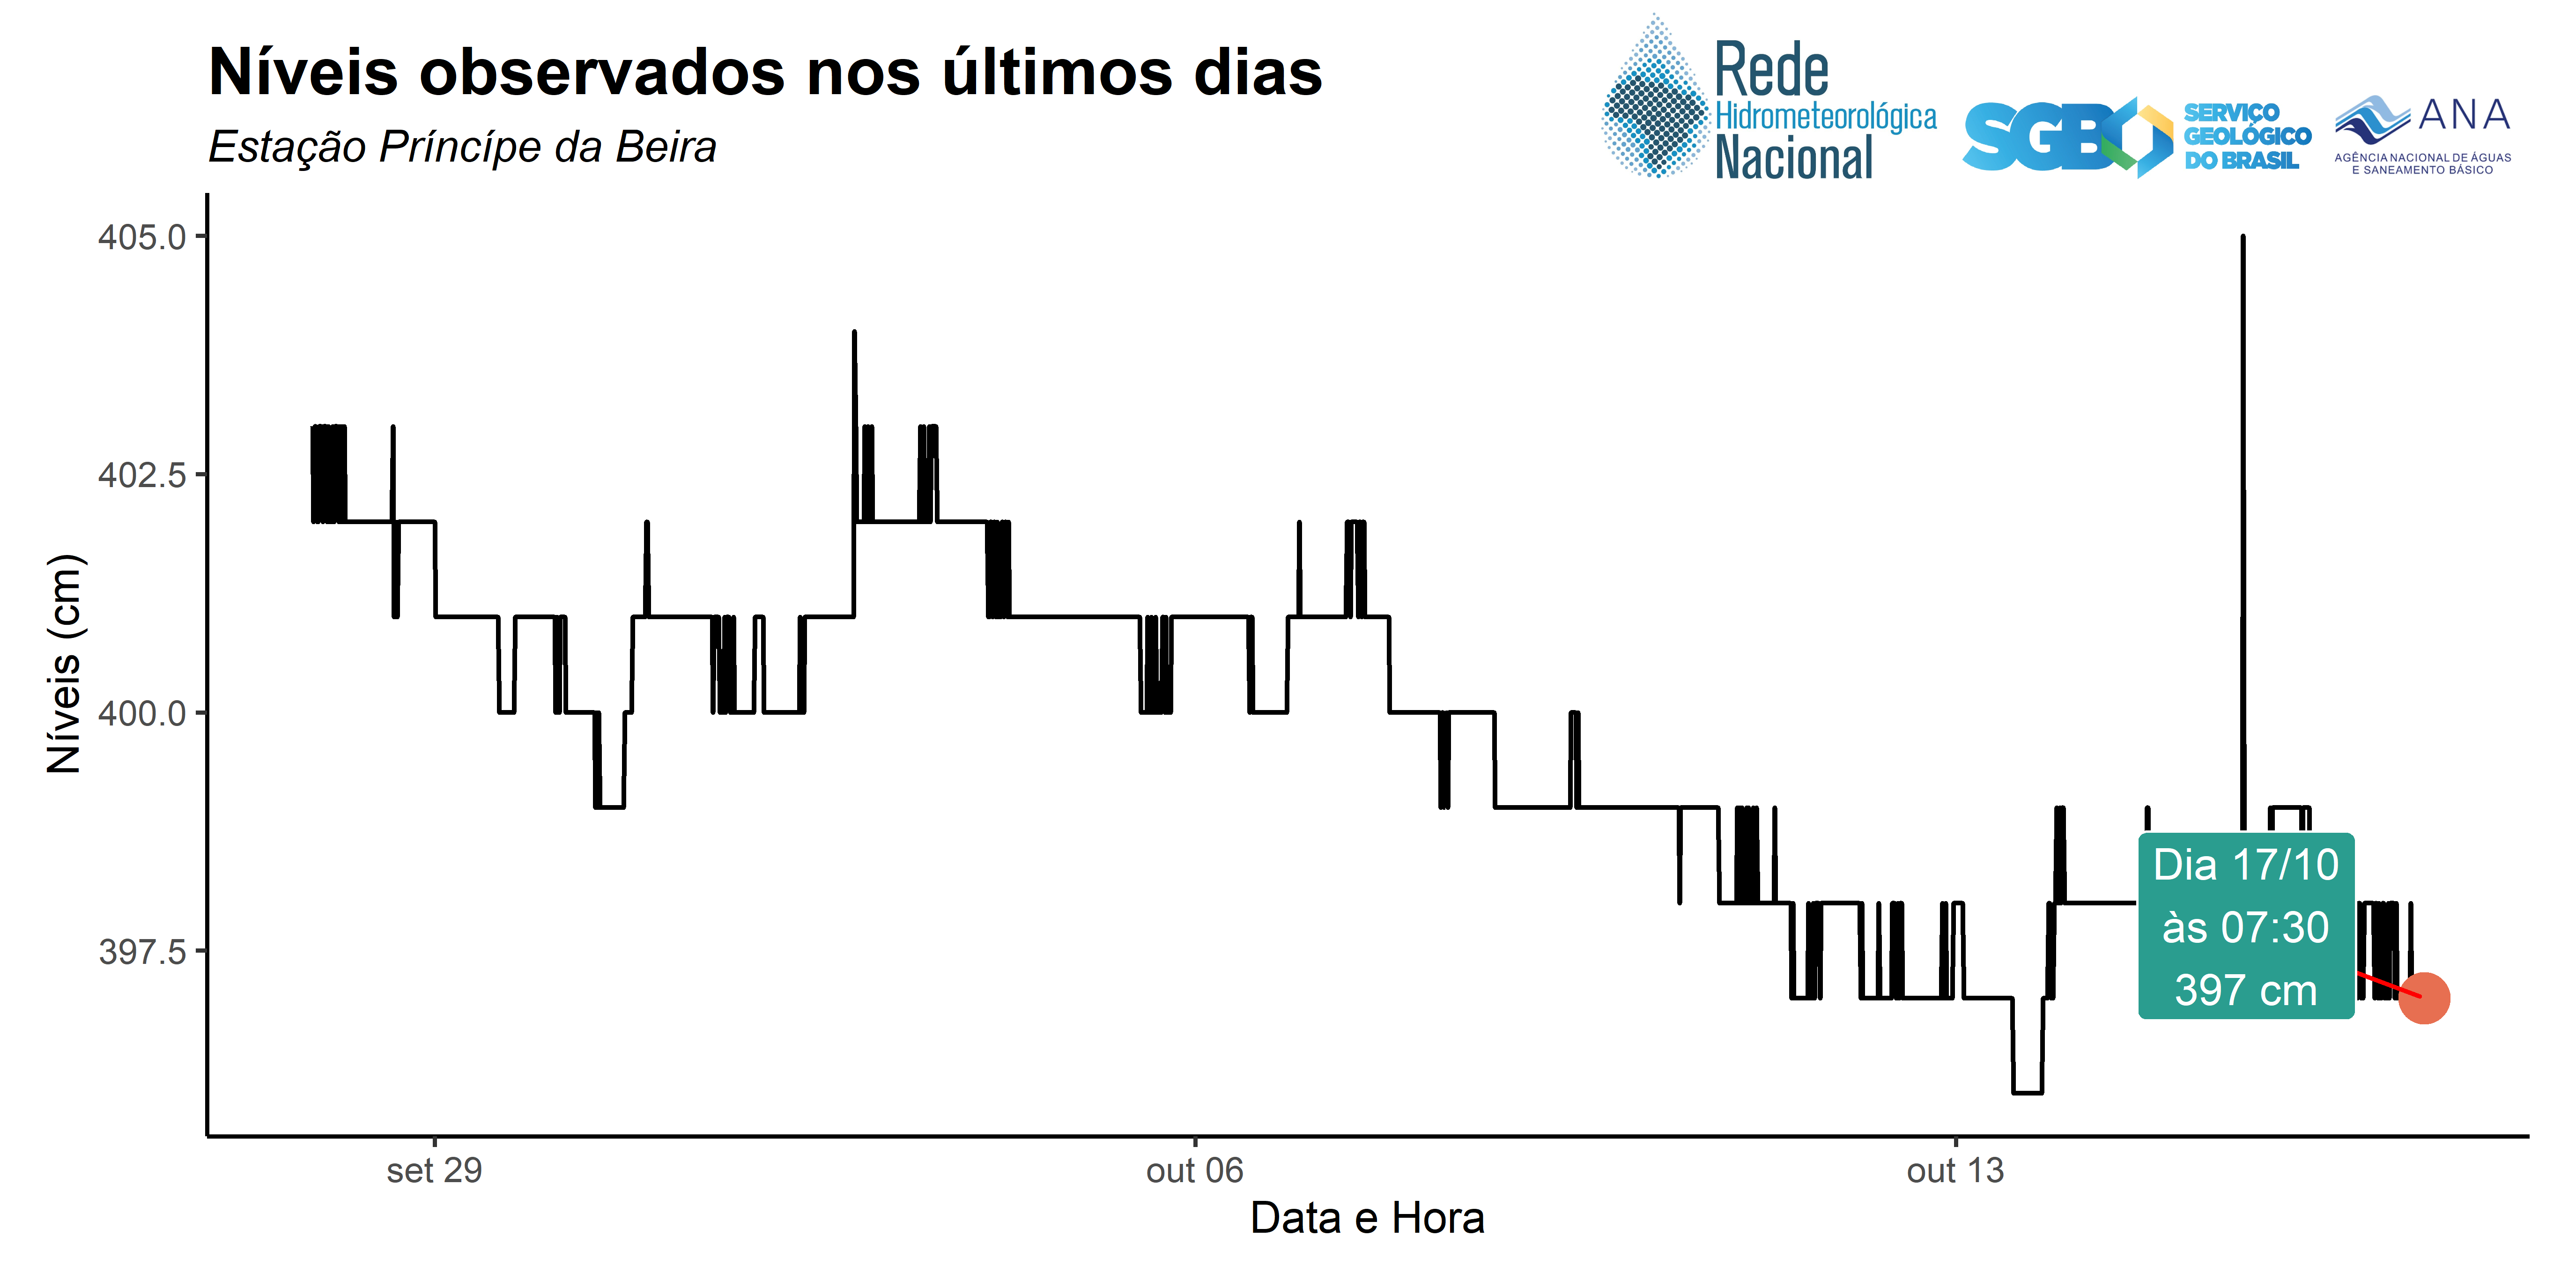 Níveis observados nos últimos dias
Estação Príncípe da Beira
Rede
Hidrometeorológica
Nacional
SGB
SERVIÇO
GEOLÓGICO
DO BRASIL
ANA
AGÊNCIA NACIONAL DE ÁGUAS
E SANEAMENTO BÁSICO
Níveis (cm)
405.0
402.5
400.0
397.5
Dia 17/10
às 07:30
397 cm
set 29
out 06
out 13
Data e Hora